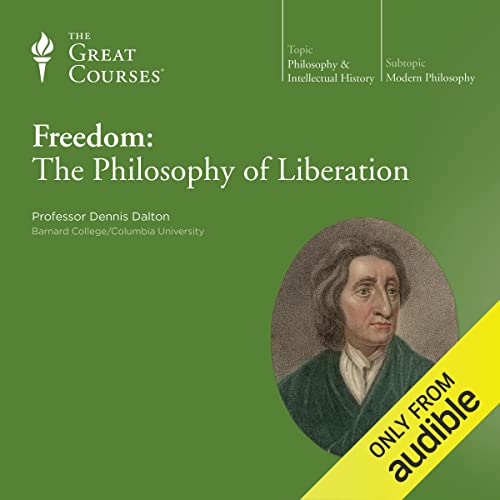 THE
GREAT
COURSES®
Topic
Philosophy &
Intellectual History
Subtopic
Modern Philosophy
Freedom:
The Philosophy of Liberation
Professor Dennis Dalton
Barnard College/Columbia University
ONLY FROM
audible